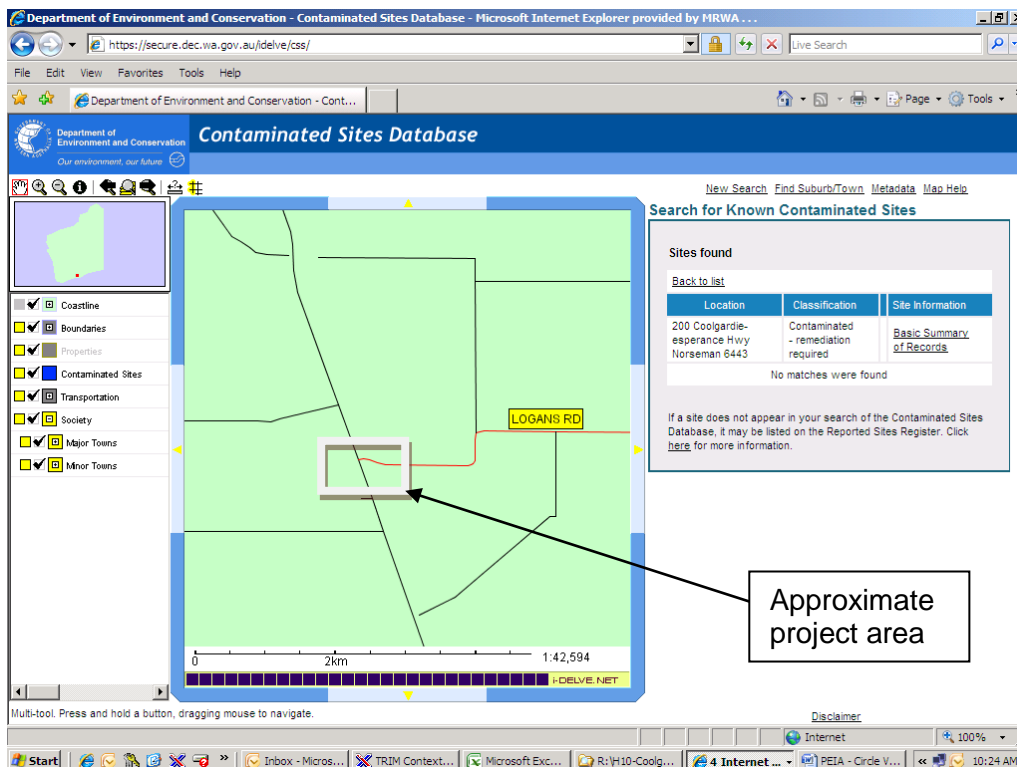 Department of Environment and Conservation - Contaminated Sites Database - Microsoft Internet Explorer provided by MRWA . . .
https://secure.dec.wa.gov.au/idelve/css/
Live Search
File Edit View Favorites Tools Help
Department of Environment and Conservation - Cont...
Page Tools
Department of
Environment and Conservation
Our environment, our future
Contaminated Sites Database
New Search Find Suburb/Town Metadata Map Help
Search for Known Contaminated Sites
Sites found
Back to list
Location Classification Site Information
200 Coolgardie-
esperance Hwy
Norseman 6443
Contaminated
- remediation
required
Basic Summary
of Records
No matches were found
If a site does not appear in your search of the Contaminated Sites
Database, it may be listed on the Reported Sites Register. Click
here for more information.
Coastline
Boundaries
Properties
Contaminated Sites
Transportation
Society
Major Towns
Minor Towns
LOGANS RD
Approximate
project area
0 2km 1:42,594
i-DELVE.NET
Multi-tool. Press and hold a button, dragging mouse to navigate.
Disclaimer
Internet 100%
Start » Inbox - Micros... TRIM Context... Microsoft Exc... R:\H10-Coolg... 4 Internet ... PEIA - Circle V... « 10:24 AM